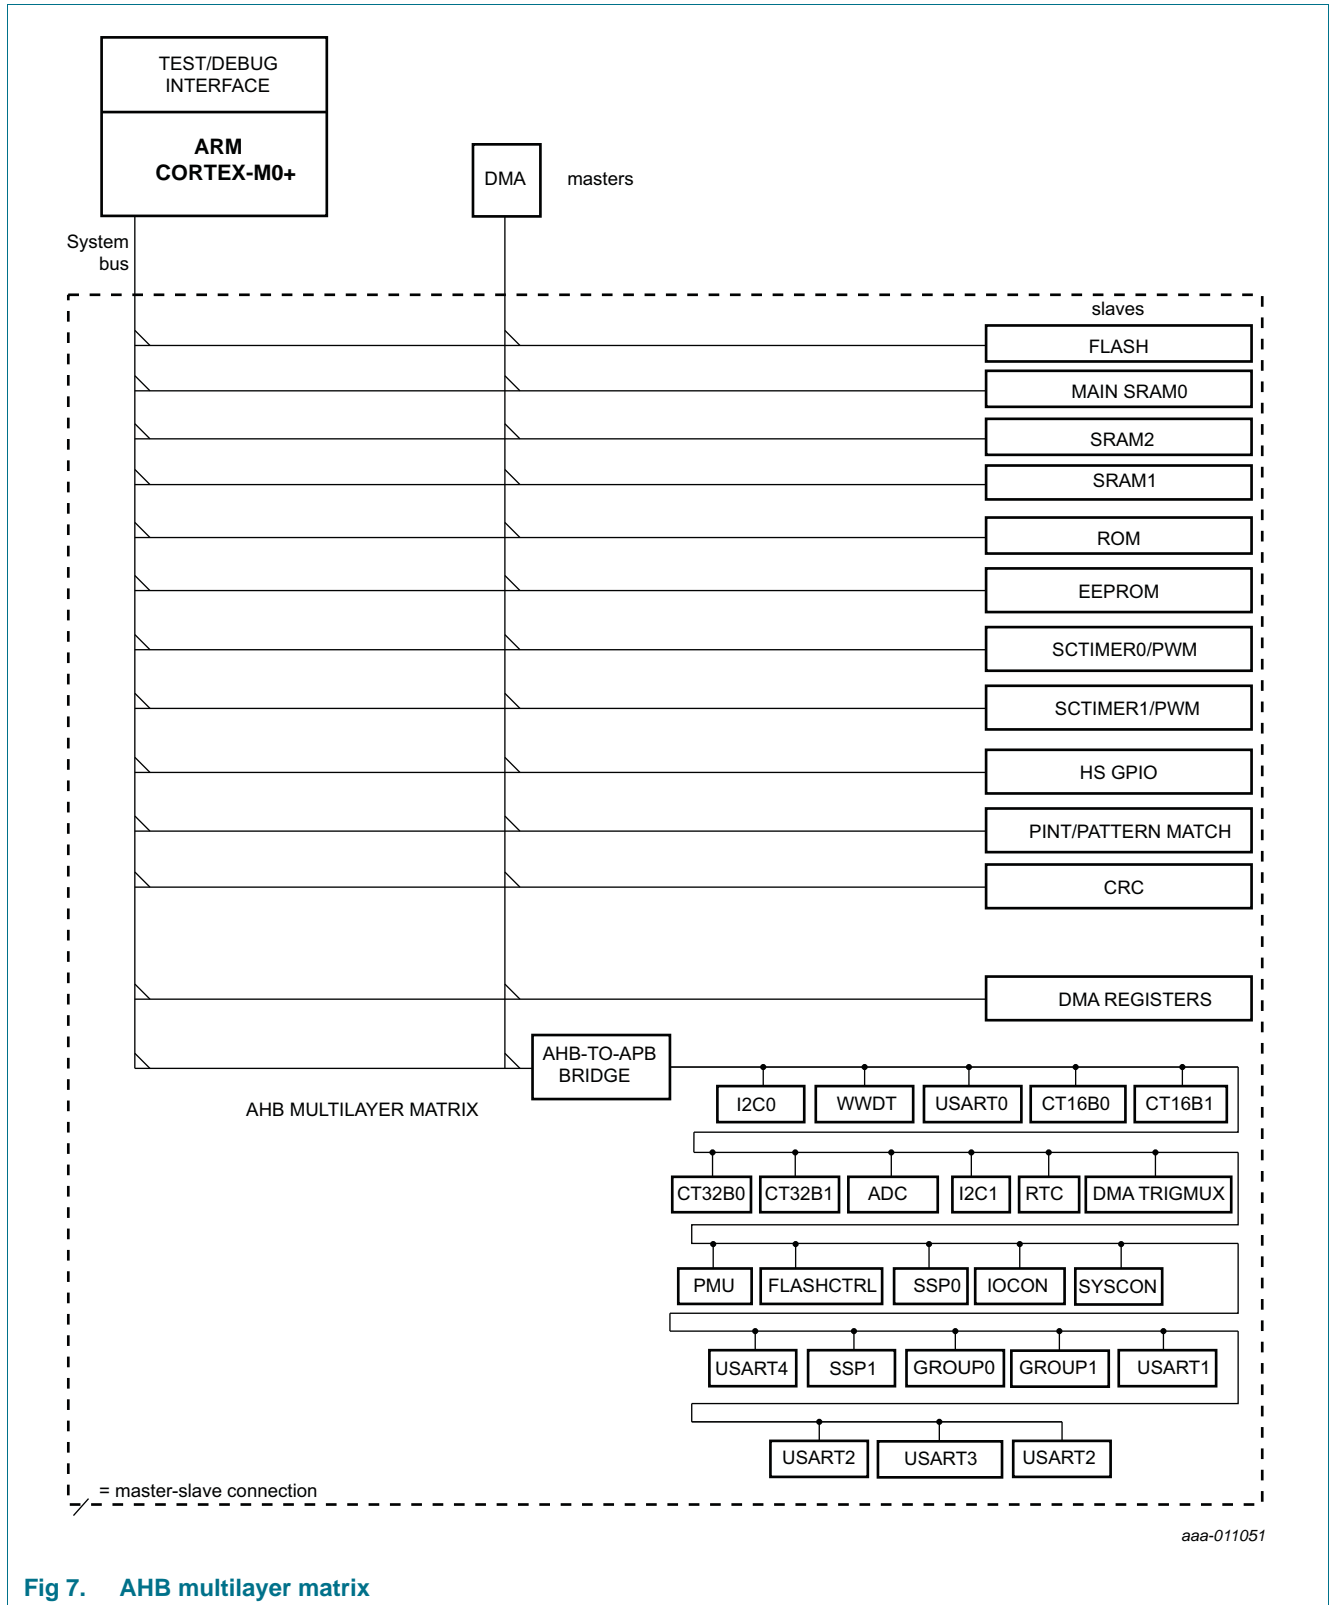 TEST/DEBUG
INTERFACE
ARM
CORTEX-M0+
DMA
masters
System
bus
slaves
FLASH
MAIN SRAM0
SRAM2
SRAM1
ROM
EEPROM
SCTIMER0/PWM
SCTIMER1/PWM
HS GPIO
PINT/PATTERN MATCH
CRC
DMA REGISTERS
AHB-TO-APB
BRIDGE
AHB MULTILAYER MATRIX
I2C0 WWDT USART0 CT16B0 CT16B1
CT32B0 CT32B1 ADC I2C1 RTC DMA TRIGMUX
PMU FLASHCTRL SSP0 IOCON SYSCON
USART4 SSP1 GROUP0 GROUP1 USART1
USART2 USART3 USART2
= master-slave connection
aaa-011051
Fig 7. AHB multilayer matrix